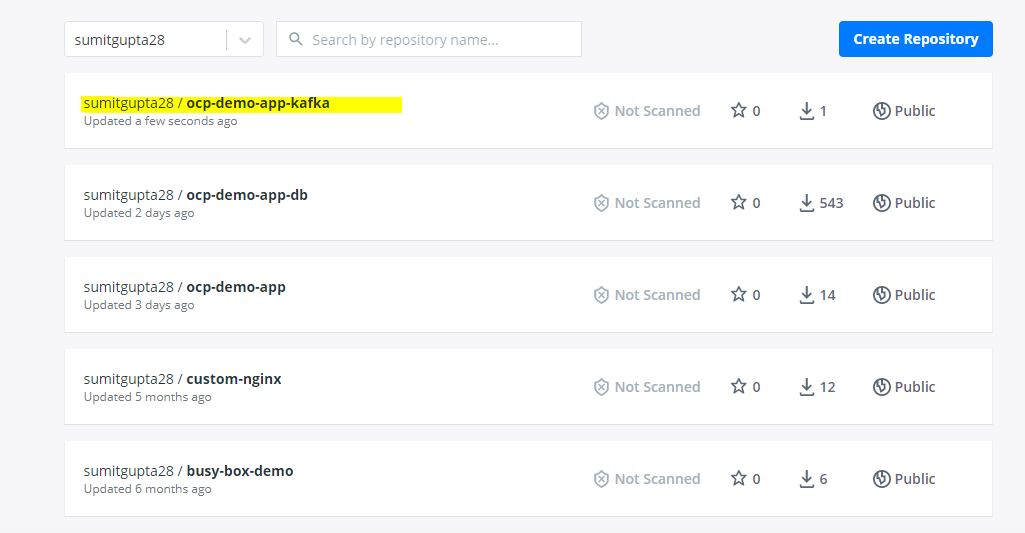 sumitgupta28
Search by repository name...
Create Repository
sumitgupta28 / ocp-demo-app-kafka
Updated a few seconds ago
Not Scanned
0
1
Public
sumitgupta28 / ocp-demo-app-db
Updated 2 days ago
Not Scanned
0
543
Public
sumitgupta28 / ocp-demo-app
Updated 3 days ago
Not Scanned
0
14
Public
sumitgupta28 / custom-nginx
Updated 5 months ago
Not Scanned
0
12
Public
sumitgupta28 / busy-box-demo
Updated 6 months ago
Not Scanned
0
6
Public